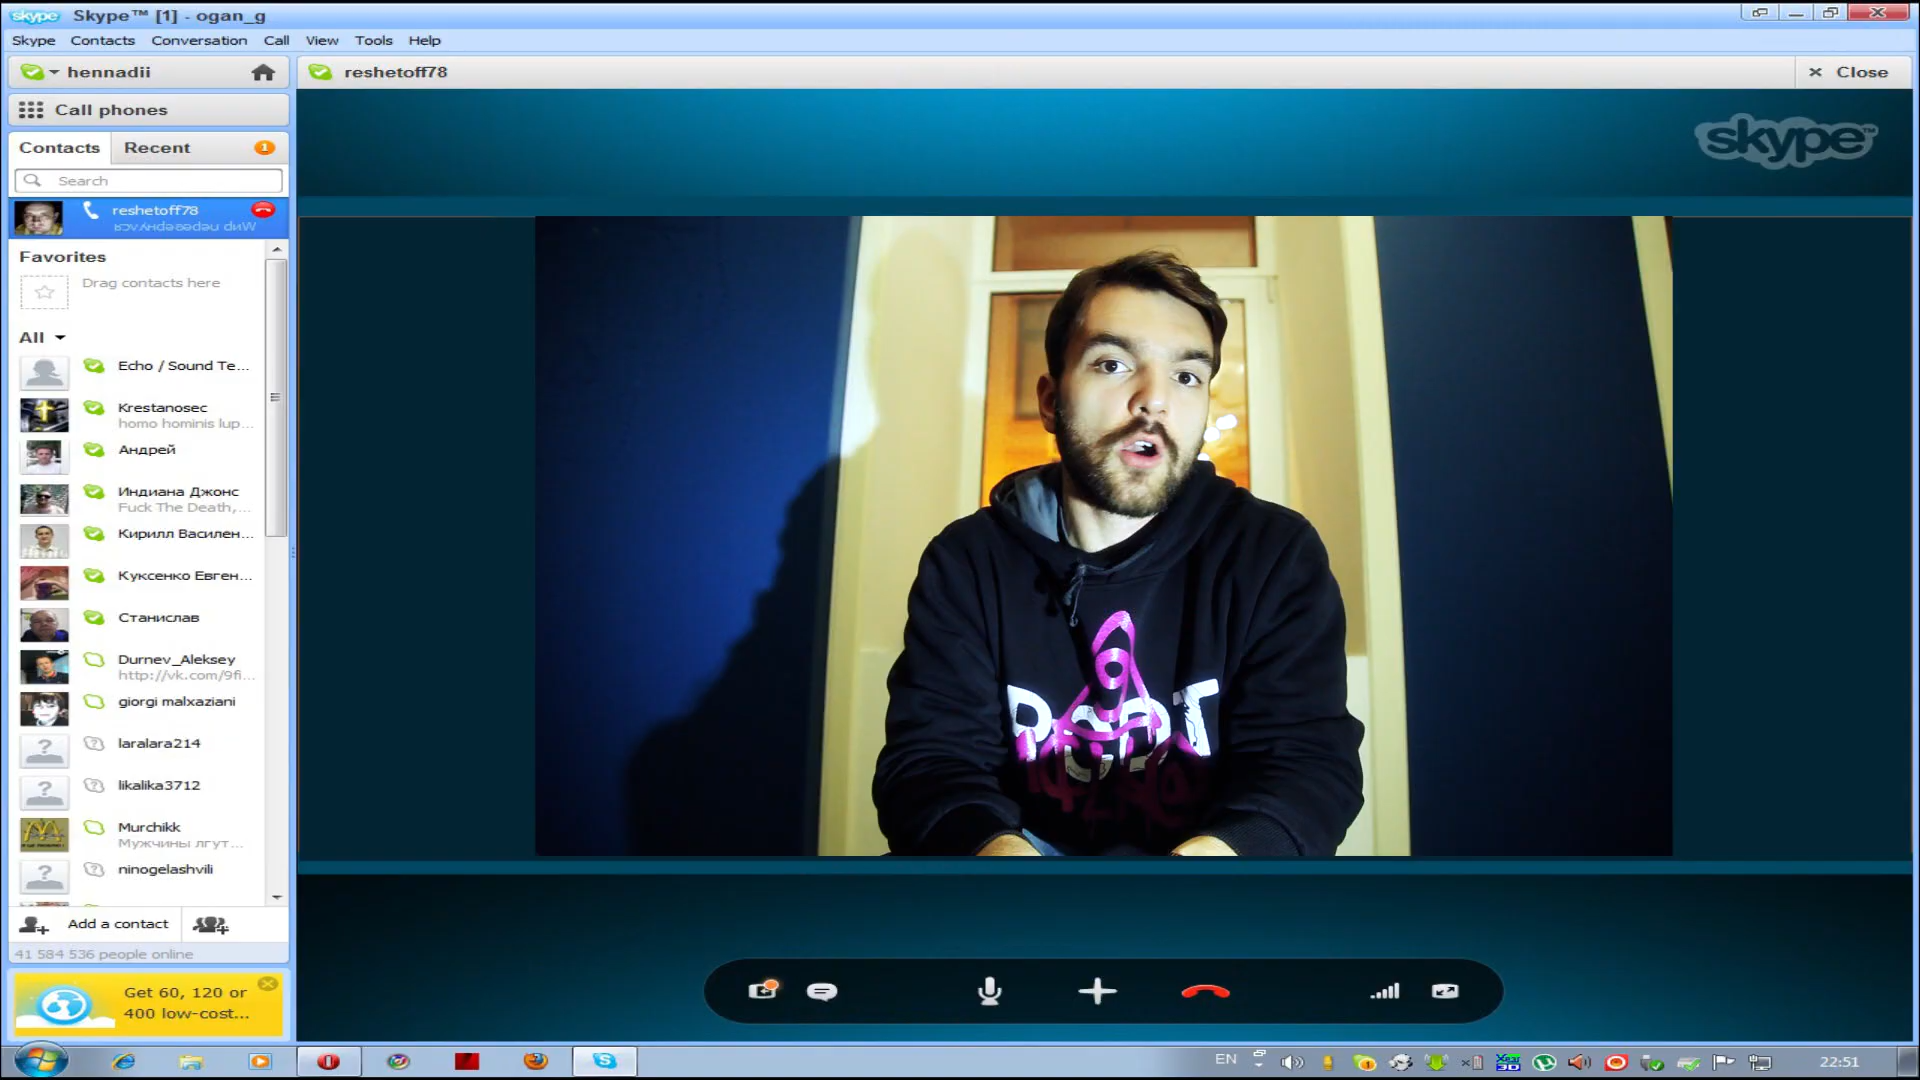 skype Skype™ [1] - ogan_g
Skype Contacts Conversation Call View Tools Help
hennadii
reshetoff78
Close
Call phones
Contacts
Recent
1
Search
skype™
reshetoff78
Favorites
Drag contacts here
All
Echo / Sound Te...
Krestanosec
homo hominis lup...
Андрей
Индиана Джонс
Fuck The Death,...
Кирилл Василен...
Куксенко Евген...
Станислав
Durnev_Aleksey
http://vk.com/9fi...
giorgi malxaziani
laralara214
likalika3712
Murchikk
Мужчины лгут...
ninogelashvili
Add a contact
41 584 536 people online
Get 60, 120 or
400 low-cost...
EN
22:51